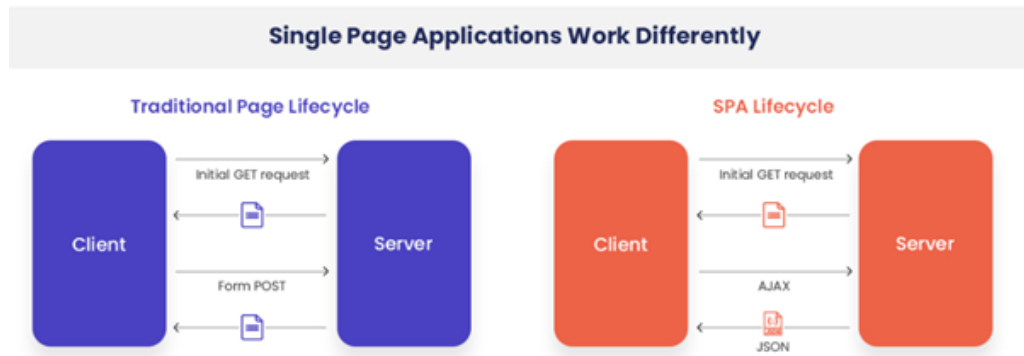 Single Page Applications Work Differently
Traditional Page Lifecycle
Client
Initial GET request
Form POST
Server
SPA Lifecycle
Client
Initial GET request
AJAX
{;}
JSON
Server